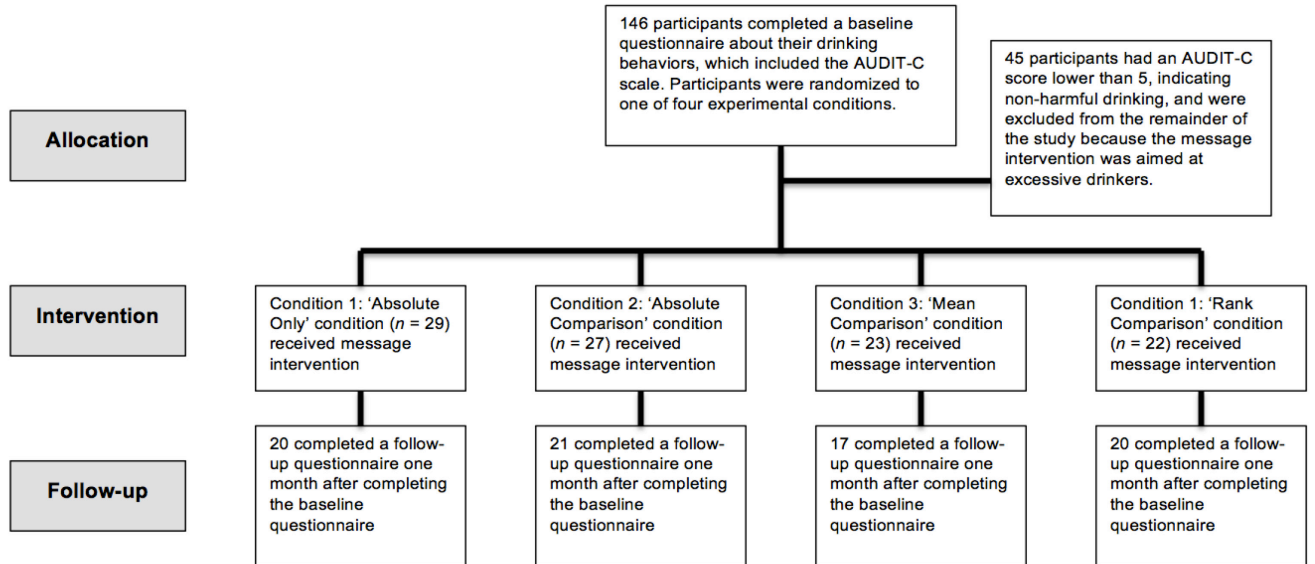 146 participants completed a baseline
questionnaire about their drinking
behaviors, which included the AUDIT-C
scale. Participants were randomized to
one of four experimental conditions.
45 participants had an AUDIT-C
score lower than 5, indicating
non-harmful drinking, and were
excluded from the remainder of
the study because the message
intervention was aimed at
excessive drinkers.
Allocation
Intervention
Condition 1: ‘Absolute
Only’ condition (n = 29)
received message
intervention
Condition 2: ‘Absolute
Comparison’ condition
(n = 27) received
message intervention
Condition 3: ‘Mean
Comparison’ condition
(n = 23) received
message intervention
Condition 1: ‘Rank
Comparison’ condition
(n = 22) received
message intervention
Follow-up
20 completed a follow-
up questionnaire one
month after completing
the baseline
questionnaire
21 completed a follow-
up questionnaire one
month after completing
the baseline
questionnaire
17 completed a follow-
up questionnaire one
month after completing
the baseline
questionnaire
20 completed a follow-
up questionnaire one
month after completing
the baseline
questionnaire